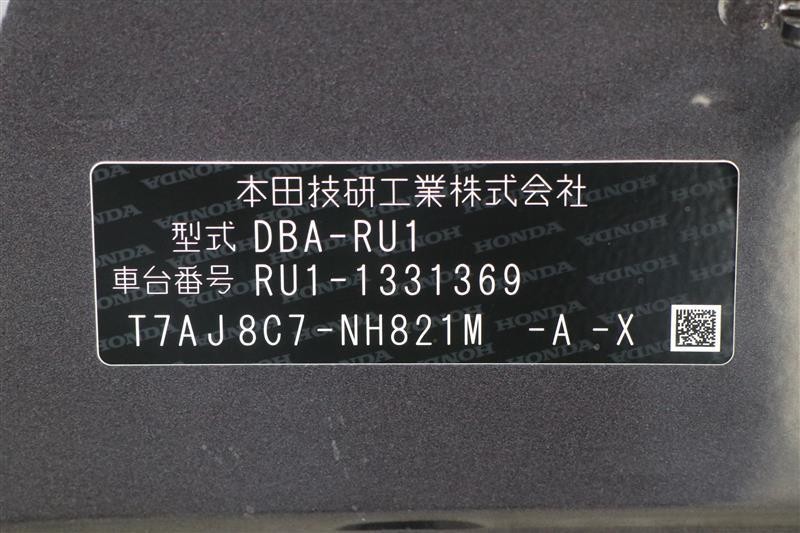 本田技研工業株式会社
型式 DBA-RU1
車台番号 RU1-1331369
T7AJ8C7-NH821M -A -X